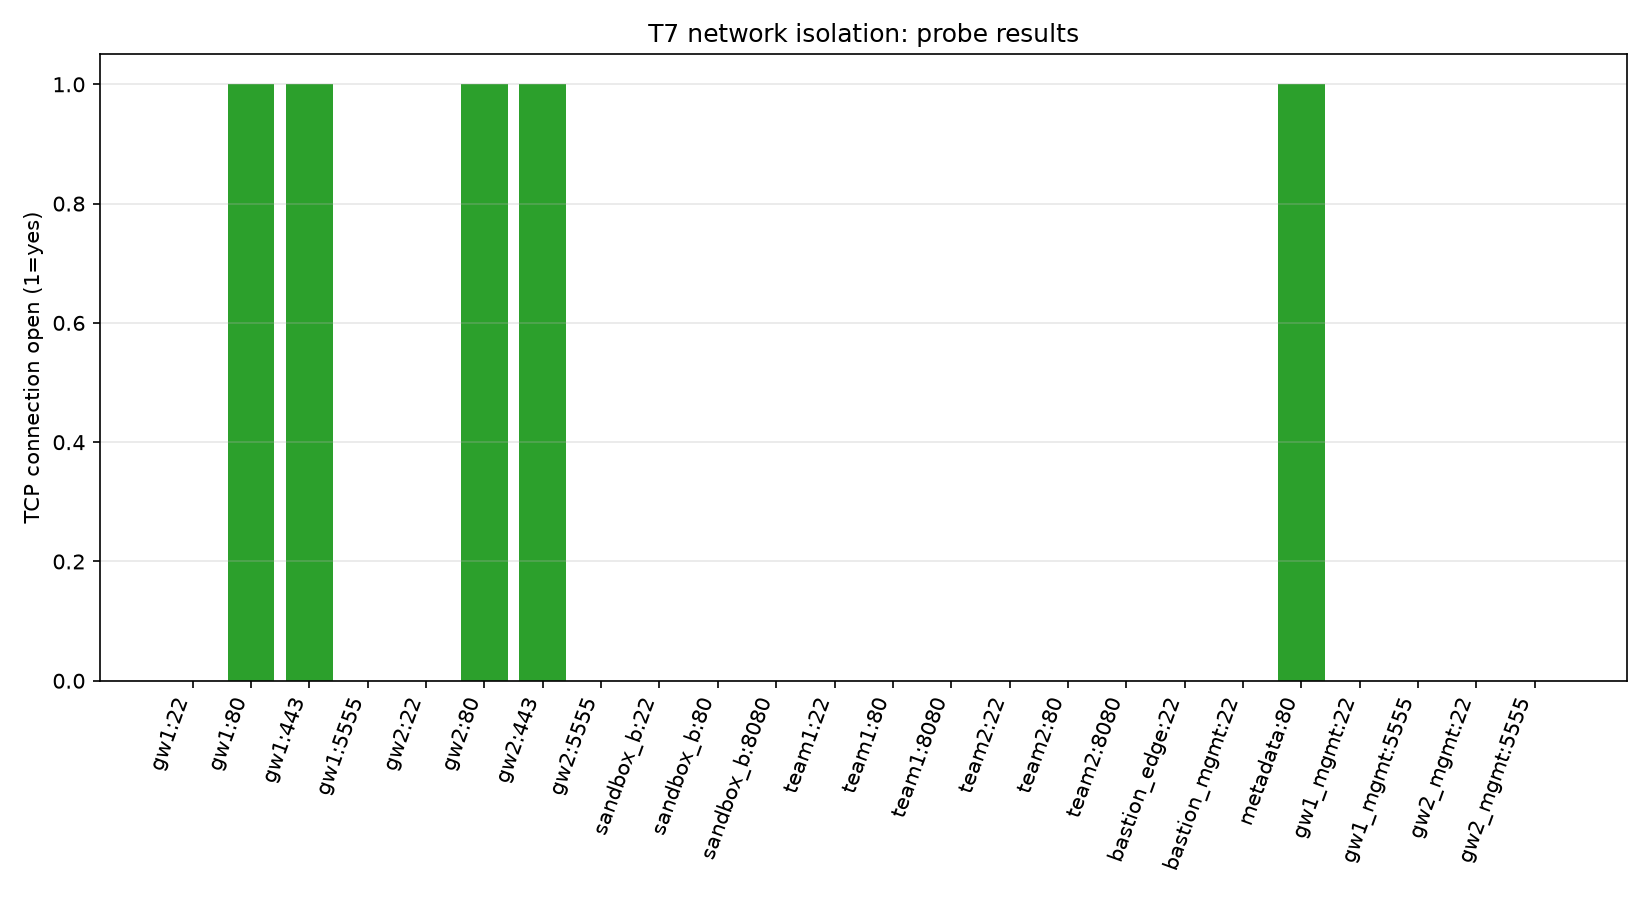 T7 network isolation: probe results
TCP connection open (1=yes)
1.0
0.8
0.6
0.4
0.2
0.0
gw1:22
gw1:80
gw1:443
gw1:5555
gw2:22
gw2:80
gw2:443
gw2:5555
sandbox_b:22
sandbox_b:80
sandbox_b:8080
team1:22
team1:80
team1:8080
team2:22
team2:80
team2:8080
bastion_edge:22
bastion_mgmt:22
metadata:80
gw1_mgmt:22
gw1_mgmt:5555
gw2_mgmt:22
gw2_mgmt:5555